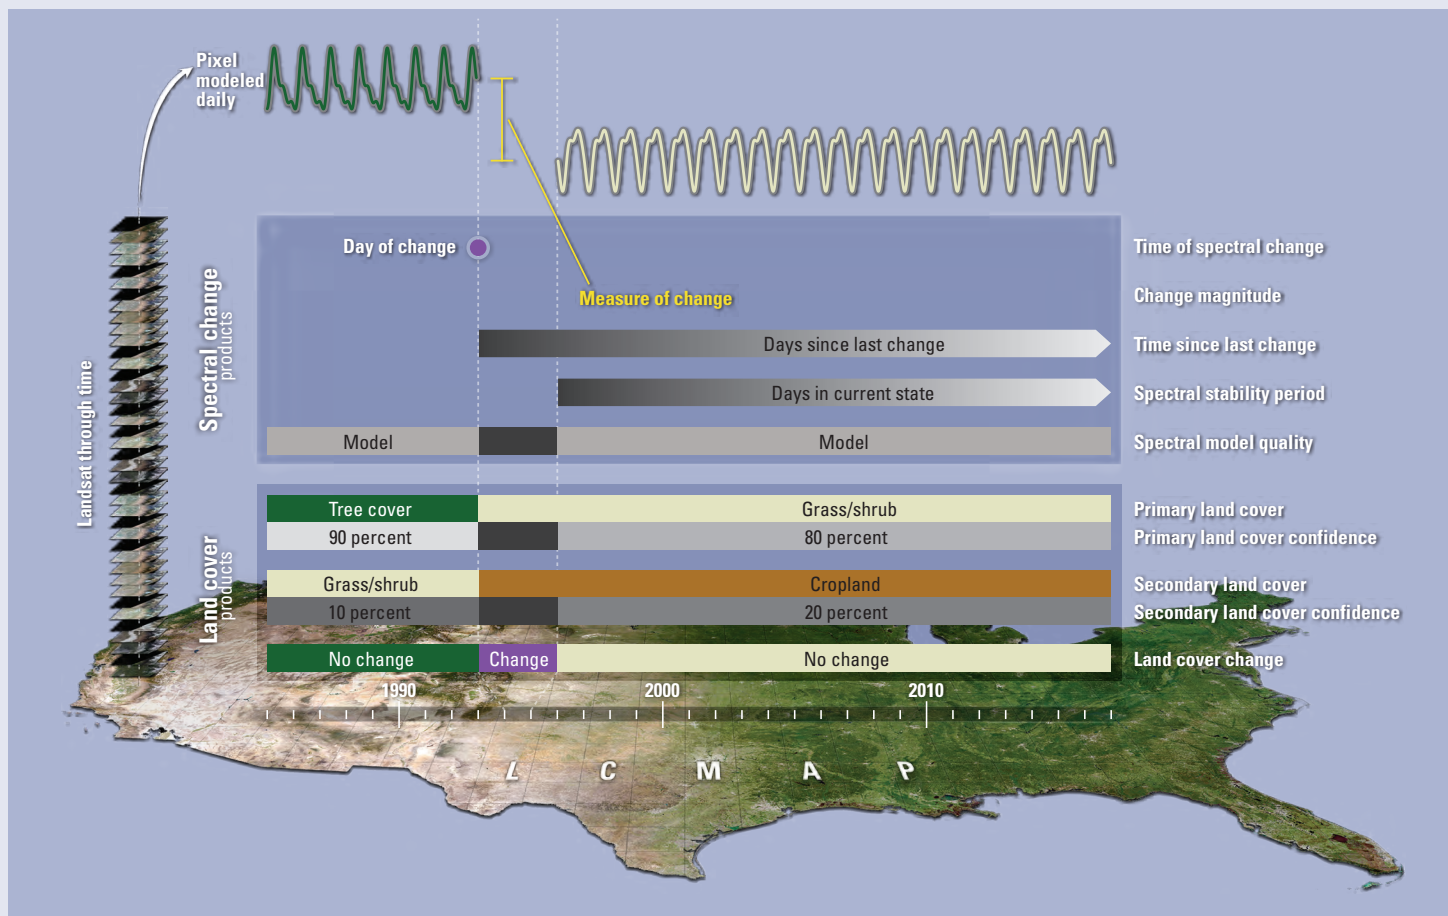 Pixel
modeled
daily
Landsat through time
Spectral change
products
Day of change
Time of spectral change
Measure of change
Change magnitude
Days since last change
Time since last change
Days in current state
Spectral stability period
Model
Model
Spectral model quality
Land cover
products
Tree cover
Grass/shrub
Primary land cover
90 percent
80 percent
Primary land cover confidence
Grass/shrub
Cropland
Secondary land cover
10 percent
20 percent
Secondary land cover confidence
No change
Change
No change
Land cover change
1990
2000
2010
L C M A P